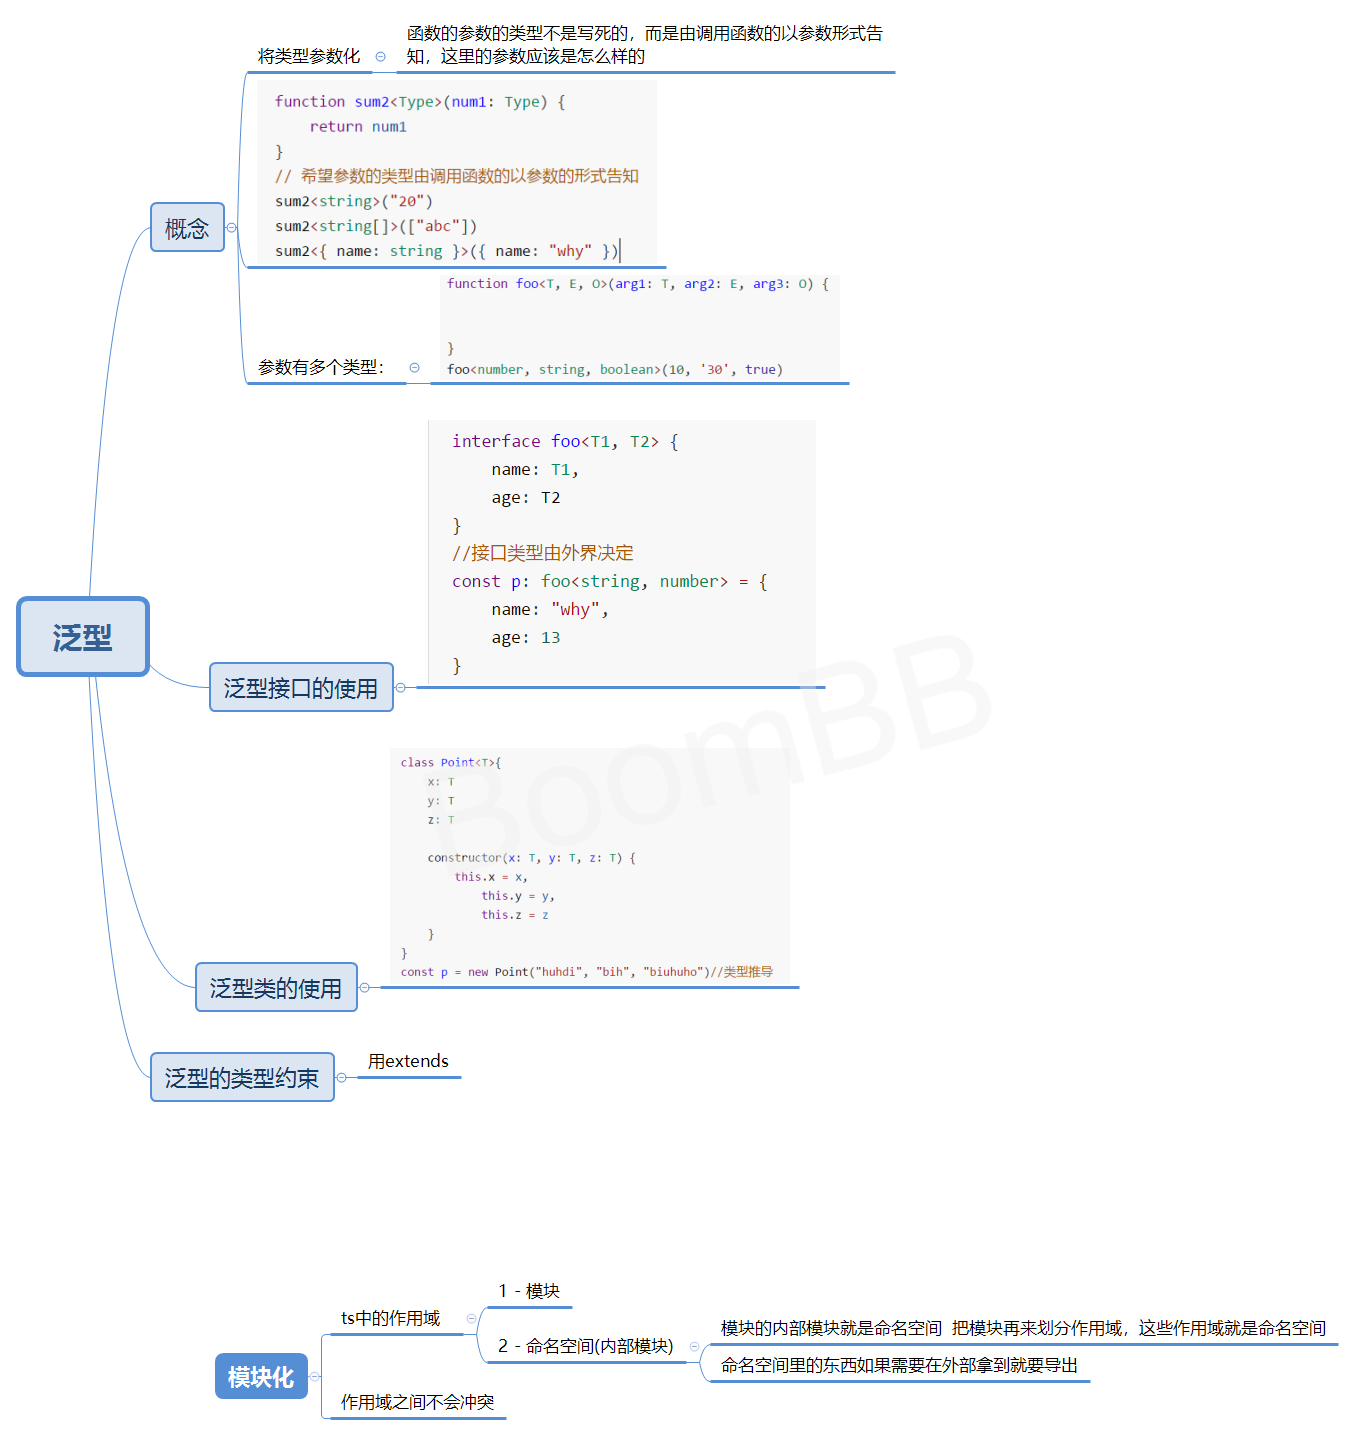 函数的参数的类型不是写死的，而是由调用函数的以参数形式告
知，这里的参数应该是怎么样的
将类型参数化
function sum2<Type>(num1: Type) {
    return num1
}
// 希望参数的类型由调用函数的以参数的形式告知
sum2<string>("20")
sum2<string[]>(["abc"])
sum2<{ name: string }>({ name: "why" })
概念
function foo<T, E, O>(arg1: T, arg2: E, arg3: O) {
}
foo<number, string, boolean>(10, '30', true)
参数有多个类型：
interface foo<T1, T2> {
    name: T1,
    age: T2
}
//接口类型由外界决定
const p: foo<string, number> = {
    name: "why",
    age: 13
}
泛型
泛型接口的使用
BoomBB
class Point<T>{
    x: T
    y: T
    z: T
    constructor(x: T, y: T, z: T) {
        this.x = x,
            this.y = y,
            this.z = z
    }
}
const p = new Point("huhdi", "bih", "biuhuho")//类型推导
泛型类的使用
泛型的类型约束
用extends
模块化
ts中的作用域
1 - 模块
2 - 命名空间(内部模块)
模块的内部模块就是命名空间  把模块再来划分作用域，这些作用域就是命名空间
命名空间里的东西如果需要在外部拿到就要导出
作用域之间不会冲突